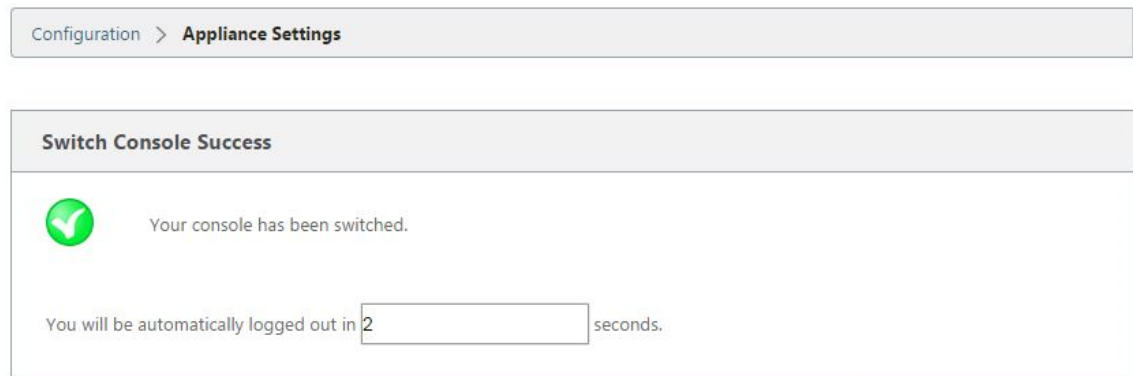 Configuration > Appliance Settings
Switch Console Success
Your console has been switched.
You will be automatically logged out in 2 seconds.